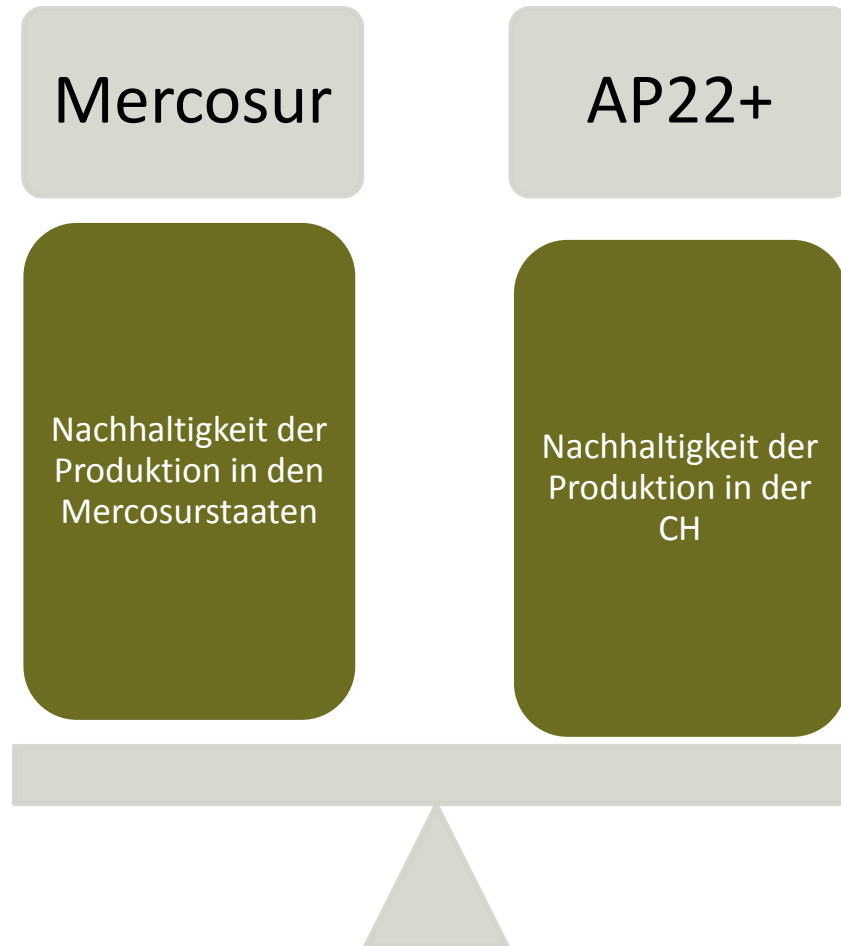 Mercosur
AP22+
Nachhaltigkeit der
Produktion in den
Mercosurstaaten
Nachhaltigkeit der
Produktion in der
CH